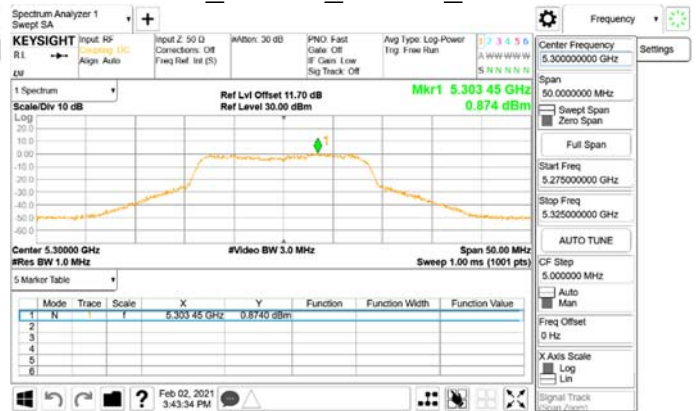 Spectrum Analyzer 1
Swept SA
+
Frequency
KEYSIGHT
Input: RF
Input Z: 50 Ω
#Atten: 30 dB
PNO: Fast
Avg Type: Log-Power
1 2 3 4 5 6
RL
Coupling: DC
Corrections: Off
Gate: Off
Trig: Free Run
A W W W W W
Align: Auto
Freq Ref: Int (S)
IF Gain: Low
Sig Track: Off
S N N N N N
Center Frequency
5.300000000 GHz
Settings
Span
50.0000000 MHz
Swept Span
Zero Span
Full Span
Start Freq
5.275000000 GHz
Stop Freq
5.325000000 GHz
AUTO TUNE
CF Step
5.000000 MHz
Auto
Man
Freq Offset
0 Hz
X Axis Scale
Log
Lin
Signal Track
(Span Zoom)
1 Spectrum
Scale/Div 10 dB
Ref Lvl Offset 11.70 dB
Ref Level 30.00 dBm
Mkr1 5.303 45 GHz
0.874 dBm
Log
20.0
10.0
0.00
-10.0
-20.0
-30.0
-40.0
-50.0
-60.0
1
Center 5.30000 GHz
#Video BW 3.0 MHz
Span 50.00 MHz
#Res BW 1.0 MHz
Sweep 1.00 ms (1001 pts)
5 Marker Table
Mode Trace Scale X Y Function Function Width Function Value
1 N 1 f 5.303 45 GHz 0.8740 dBm
2
3
4
5
6
?
Feb 02, 2021
3:43:34 PM